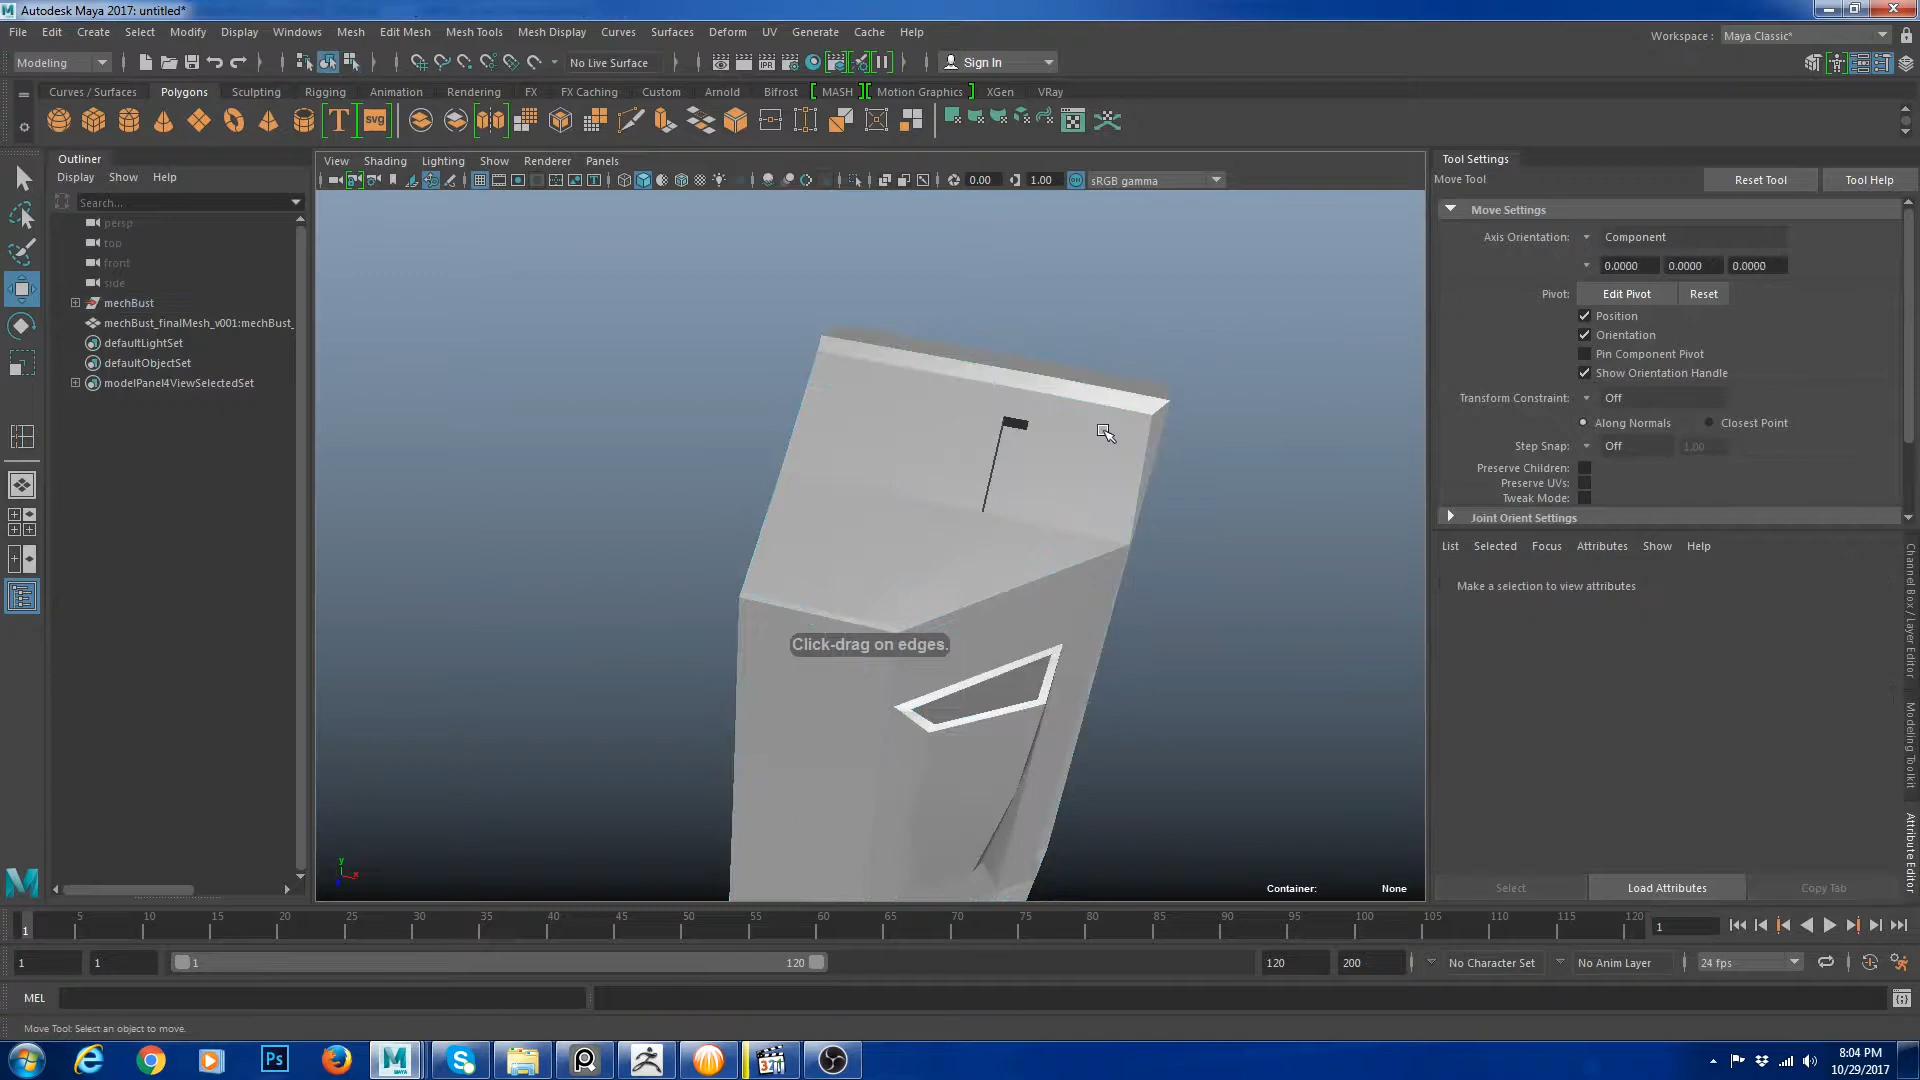 Autodesk Maya 2017: untitled*
File Edit Create Select Modify Display Windows Mesh Edit Mesh Mesh Tools Mesh Display Curves Surfaces Deform UV Generate Cache Help
Workspace : Maya Classic*
Modeling No Live Surface Sign In
Curves / Surfaces Polygons Sculpting Rigging Animation Rendering FX FX Caching Custom Arnold Bifrost MASH Motion Graphics XGen VRay
T svg IPR
Outliner
Display Show Help
Search...
persp
top
front
side
mechBust
mechBust_finalMesh_v001:mechBust_
defaultLightSet
defaultObjectSet
modelPanel4ViewSelectedSet
View Shading Lighting Show Renderer Panels
0.00 1.00 ON sRGB gamma
Click-drag on edges.
y
x
Container: None
Tool Settings
Move Tool Reset Tool Tool Help
Move Settings
Axis Orientation: Component
0.0000 0.0000 0.0000
Pivot: Edit Pivot Reset
Position
Orientation
Pin Component Pivot
Show Orientation Handle
Transform Constraint: Off
Along Normals Closest Point
Step Snap: Off 1.00
Preserve Children:
Preserve UVs:
Tweak Mode:
Joint Orient Settings
List Selected Focus Attributes Show Help
Make a selection to view attributes
Select Load Attributes Copy Tab
Channel Box / Layer Editor
Modeling Toolkit
Attribute Editor
1 5 10 15 20 25 30 35 40 45 50 55 60 65 70 75 80 85 90 95 100 105 110 115 120 1
1 1 1 120 120 200 No Character Set No Anim Layer 24 fps
MEL
Move Tool: Select an object to move.
Ps MAYA 321
8:04 PM
10/29/2017